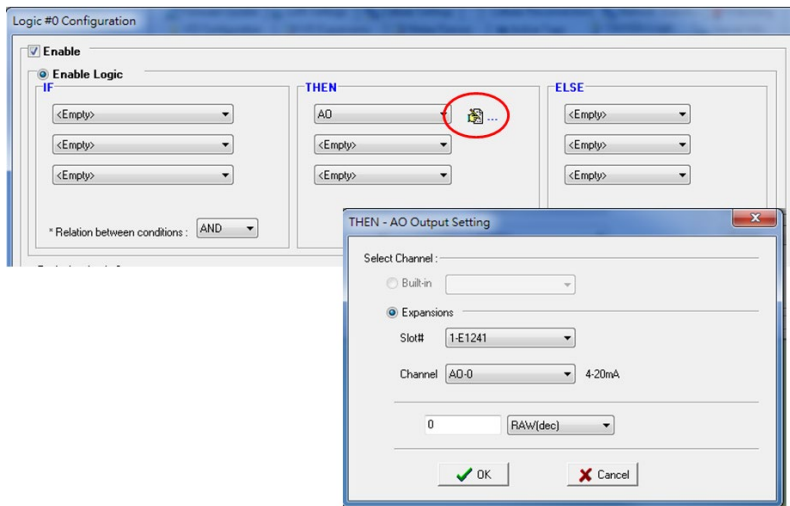 Logic #0 Configuration
Enable
Enable Logic
IF THEN ELSE
<Empty> AO ... <Empty>
<Empty> <Empty> <Empty>
<Empty> <Empty> <Empty>
* Relation between conditions : AND
THEN - AO Output Setting
Select Channel :
Built-in
Expansions
Slot# 1-E1241
Channel AO-0 4-20mA
0 RAW(dec)
OK Cancel